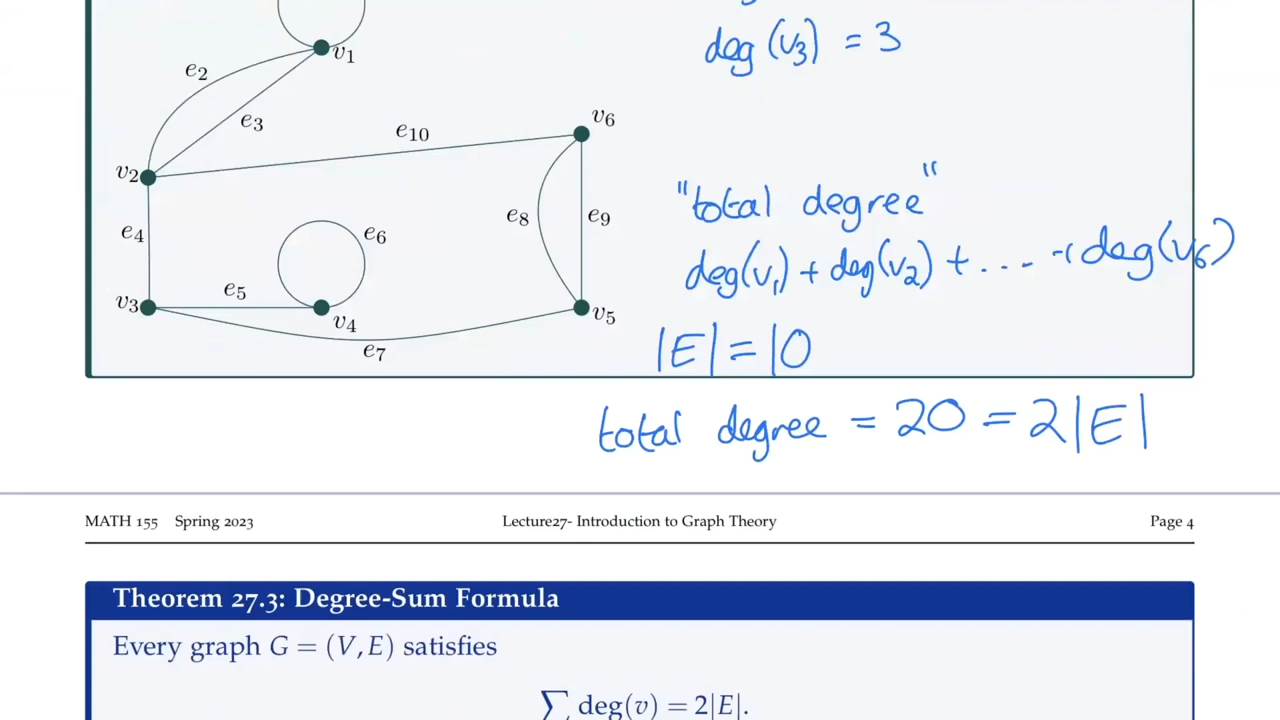 deg(v3) = 3
v1
e2
e3
e10
v6
v2
"total degree"
e8
e9
e4
e6
deg(v1) + deg(v2) + .... + deg(v6)
e5
v3
v4
v5
e7
|E| = 10
total degree = 20 = 2|E|
MATH 155 Spring 2023 Lecture27- Introduction to Graph Theory Page 4
Theorem 27.3: Degree-Sum Formula
Every graph G = (V, E) satisfies
∑ deg(v) = 2|E|.